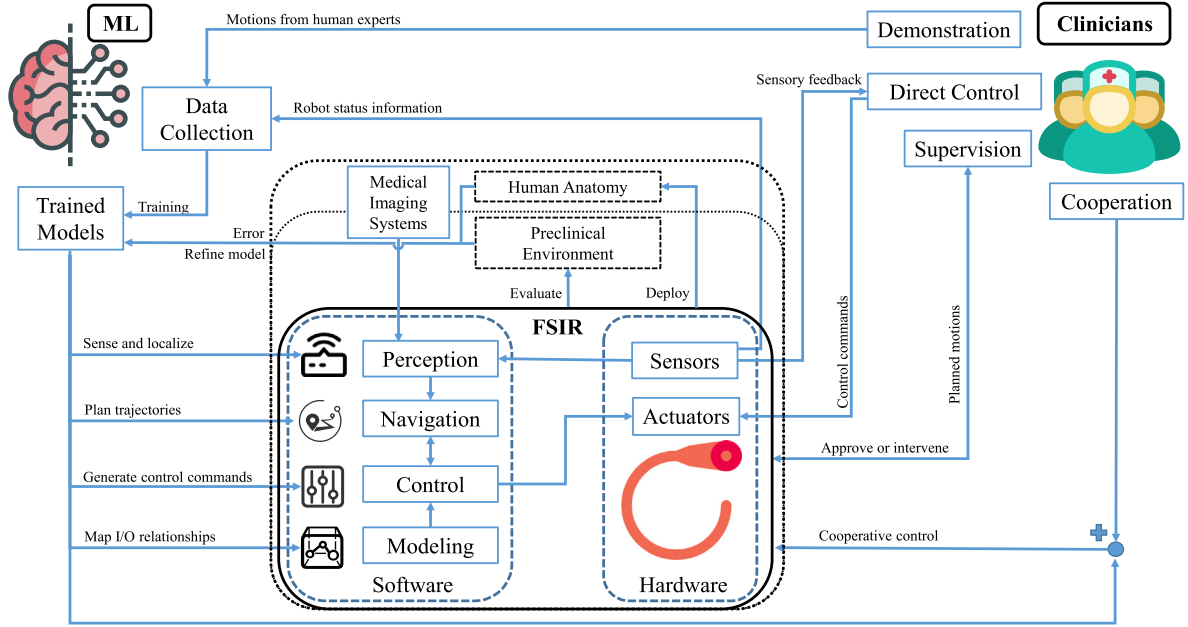 ML
Motions from human experts
Demonstration
Clinicians
Sensory feedback
Direct Control
Data
Collection
Robot status information
Supervision
Medical
Imaging
Systems
Human Anatomy
Trained
Models
Training
Cooperation
Error
Refine model
Preclinical
Environment
Evaluate
Deploy
FSIR
Control commands
Planned motions
Sense and localize
Perception
Sensors
Plan trajectories
Navigation
Actuators
Approve or intervene
Generate control commands
Control
Map I/O relationships
Modeling
Cooperative control
Software
Hardware